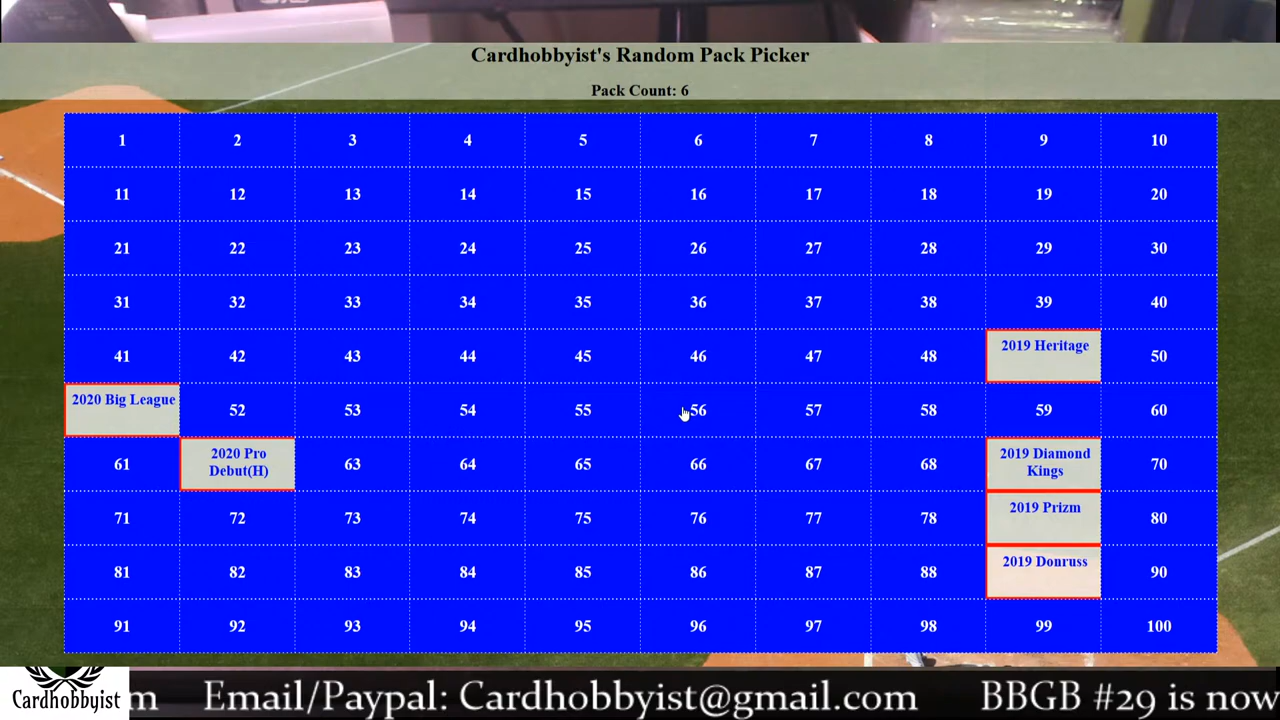 Cardhobbyist's Random Pack Picker
Pack Count: 6
1 2 3 4 5 6 7 8 9 10
11 12 13 14 15 16 17 18 19 20
21 22 23 24 25 26 27 28 29 30
31 32 33 34 35 36 37 38 39 40
41 42 43 44 45 46 47 48 2019 Heritage 50
2020 Big League 52 53 54 55 56 57 58 59 60
61 2020 Pro Debut(H) 63 64 65 66 67 68 2019 Diamond Kings 70
71 72 73 74 75 76 77 78 2019 Prizm 80
81 82 83 84 85 86 87 88 2019 Donruss 90
91 92 93 94 95 96 97 98 99 100
Cardhobbyist
m Email/Paypal: Cardhobbyist@gmail.com BBGB #29 is now